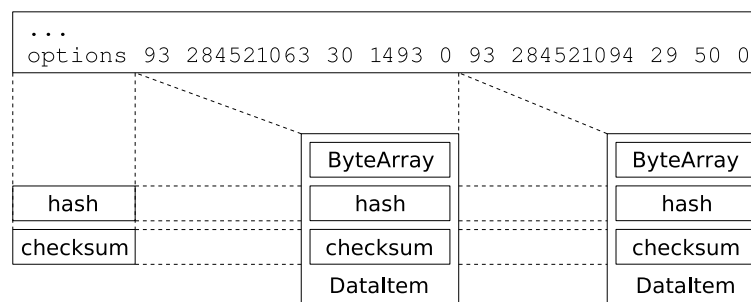 ...
options 93 284521063 30 1493 0 93 284521094 29 50 0
ByteArray ByteArray
hash hash hash
checksum checksum checksum
DataItem DataItem